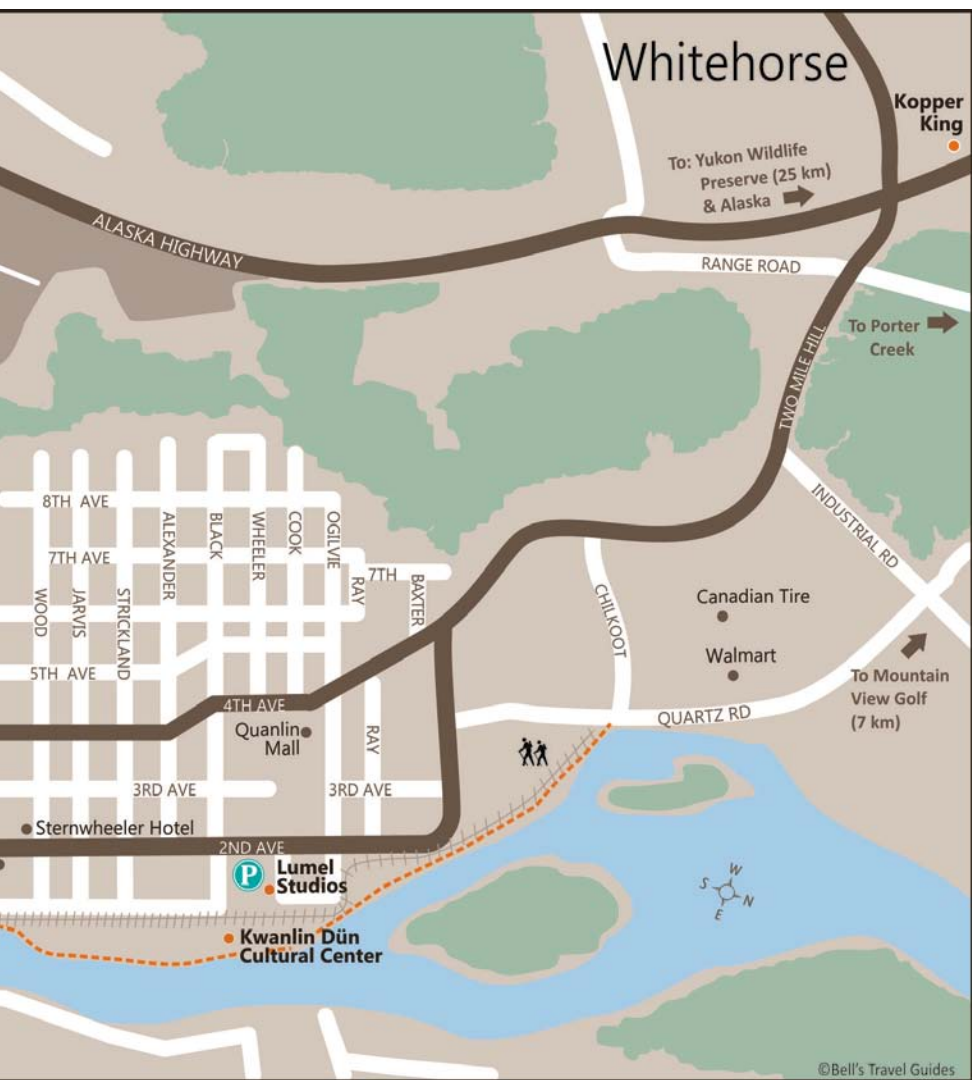 Whitehorse
Kopper
King
To: Yukon Wildlife
Preserve (25 km)
& Alaska
ALASKA HIGHWAY
RANGE ROAD
To Porter
Creek
TWO MILE HILL
INDUSTRIAL RD
8TH AVE
ALEXANDER
BLACK
WHEELER
COOK
OGILVIE
7TH AVE
7TH
RAY
BAXTER
WOOD
JARVIS
STRICKLAND
CHILKOOT
Canadian Tire
Walmart
5TH AVE
To Mountain
View Golf
(7 km)
4TH AVE
QUARTZ RD
Quanlin
Mall
RAY
3RD AVE
3RD AVE
Sternwheeler Hotel
2ND AVE
P
Lumel
Studios
W
S
N
E
Kwanlin Dün
Cultural Center
©Bell's Travel Guides